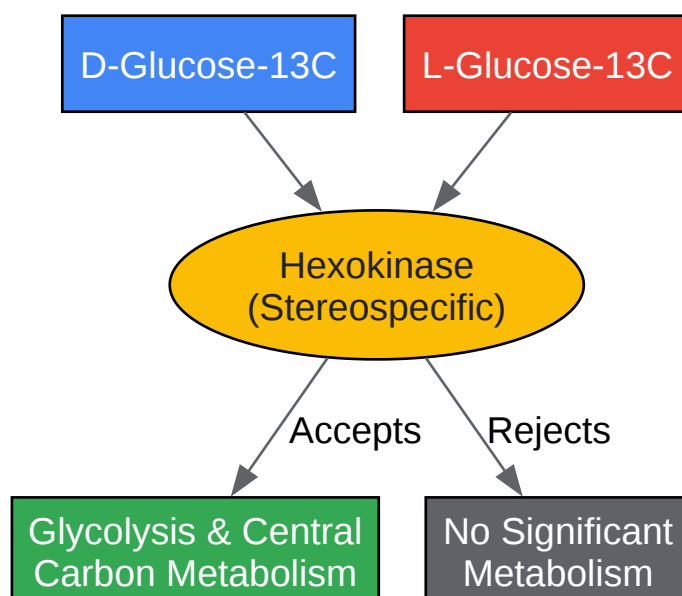 D-Glucose-13C
L-Glucose-13C
Hexokinase
(Stereospecific)
Accepts
Rejects
Glycolysis & Central
Carbon Metabolism
No Significant
Metabolism